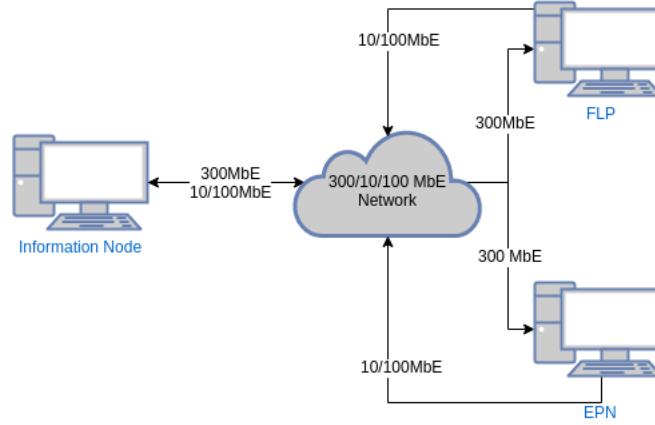 10/100MbE
FLP
300MbE
300MbE
10/100MbE
300/10/100 MbE
Network
Information Node
300 MbE
10/100MbE
EPN